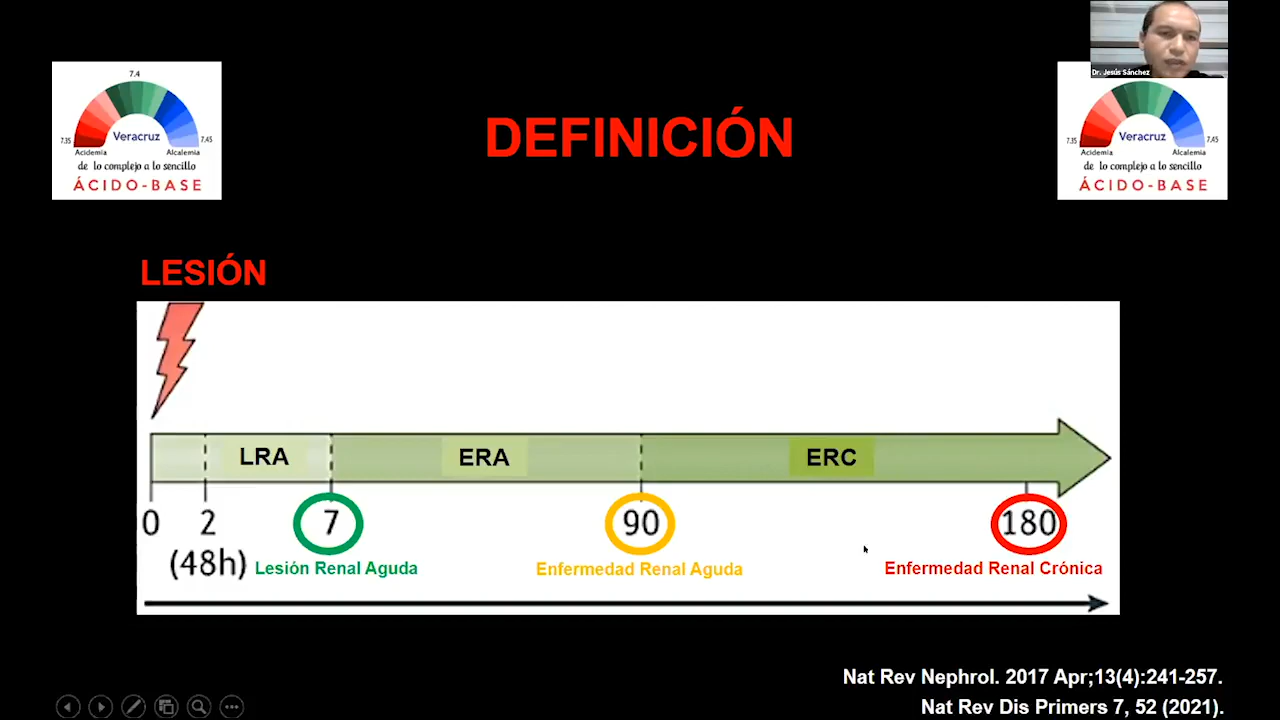 Dr. Jesús Sánchez
7.4
7.35
Veracruz
7.45
Acidemia
Alcalemia
de lo complejo a lo sencillo
ÁCIDO-BASE
DEFINICIÓN
7.35
Veracruz
7.45
Acidemia
Alcalemia
de lo complejo a lo sencillo
ÁCIDO-BASE
LESIÓN
LRA
ERA
ERC
0
2
7
90
180
(48h)
Lesión Renal Aguda
Enfermedad Renal Aguda
Enfermedad Renal Crónica
Nat Rev Nephrol. 2017 Apr;13(4):241-257.
Nat Rev Dis Primers 7, 52 (2021).